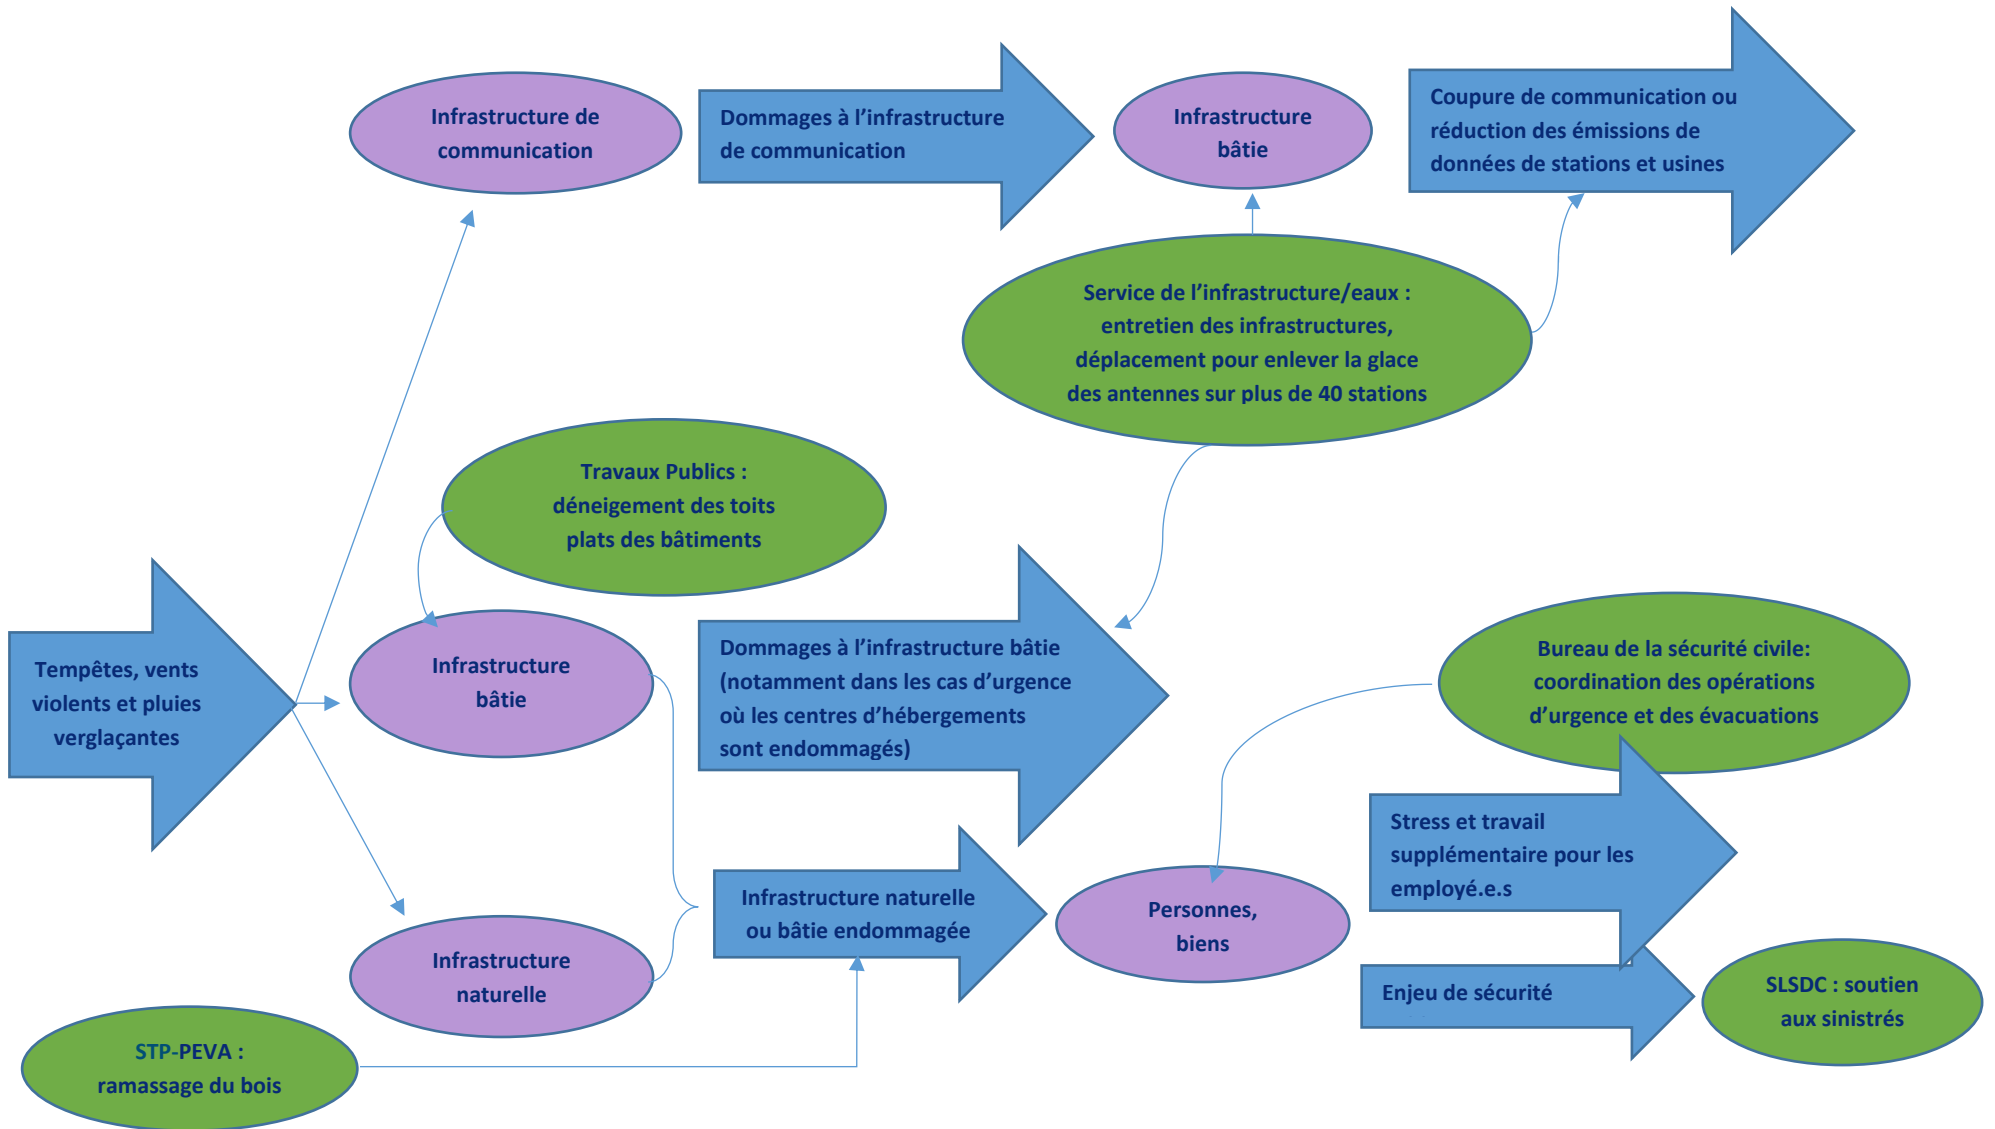 Infrastructure de
communication
Dommages à l’infrastructure
de communication
Infrastructure
bâtie
Coupure de communication ou
réduction des émissions de
données de stations et usines
Service de l’infrastructure/eaux :
entretien des infrastructures,
déplacement pour enlever la glace
des antennes sur plus de 40 stations
Travaux Publics :
déneigement des toits
plats des bâtiments
Tempêtes, vents
violents et pluies
verglaçantes
Infrastructure
bâtie
Dommages à l’infrastructure bâtie
(notamment dans les cas d’urgence
où les centres d’hébergements
sont endommagés)
Bureau de la sécurité civile:
coordination des opérations
d’urgence et des évacuations
Stress et travail
supplémentaire pour les
employé.e.s
Infrastructure naturelle
ou bâtie endommagée
Personnes,
biens
Infrastructure
naturelle
Enjeu de sécurité
SLSDC : soutien
aux sinistrés
STP-PEVA :
ramassage du bois